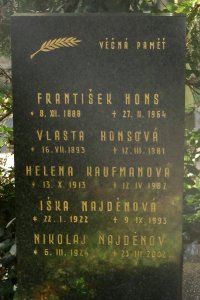 VĚČNÁ PAMĚŤ
FRANTIŠEK HONS
* 8. XII. 1888 + 27. II. 1964
VLASTA HONSOVÁ
* 16. VII. 1893 + 12. III. 1981
HELENA KAUFMANOVÁ
* 13. X. 1913 + 12. IV. 1982
IŠKA NAJDĚNOVA
* 22. 1. 1922 + 9. IX. 1993
NIKOLAJ NAJDĚNOV
* 6. III. 1924 + 23. III. 2002